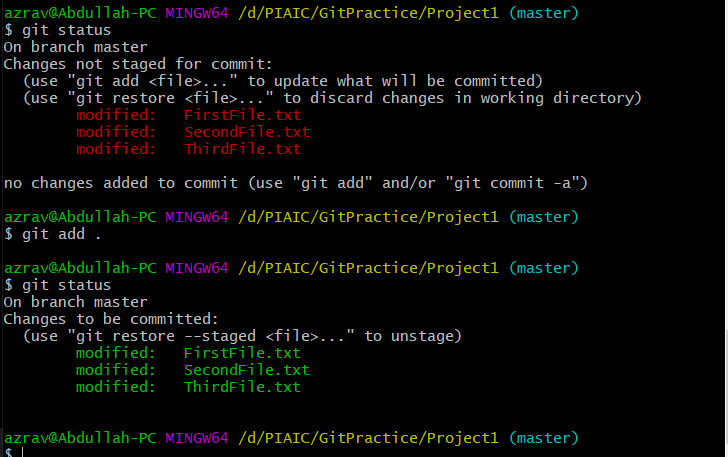 azrav@Abdullah-PC MINGW64 /d/PIAIC/GitPractice/Project1 (master)
$ git status
On branch master
Changes not staged for commit:
  (use "git add <file>..." to update what will be committed)
  (use "git restore <file>..." to discard changes in working directory)
        modified:   FirstFile.txt
        modified:   SecondFile.txt
        modified:   ThirdFile.txt

no changes added to commit (use "git add" and/or "git commit -a")

azrav@Abdullah-PC MINGW64 /d/PIAIC/GitPractice/Project1 (master)
$ git add .

azrav@Abdullah-PC MINGW64 /d/PIAIC/GitPractice/Project1 (master)
$ git status
On branch master
Changes to be committed:
  (use "git restore --staged <file>..." to unstage)
        modified:   FirstFile.txt
        modified:   SecondFile.txt
        modified:   ThirdFile.txt

azrav@Abdullah-PC MINGW64 /d/PIAIC/GitPractice/Project1 (master)
$